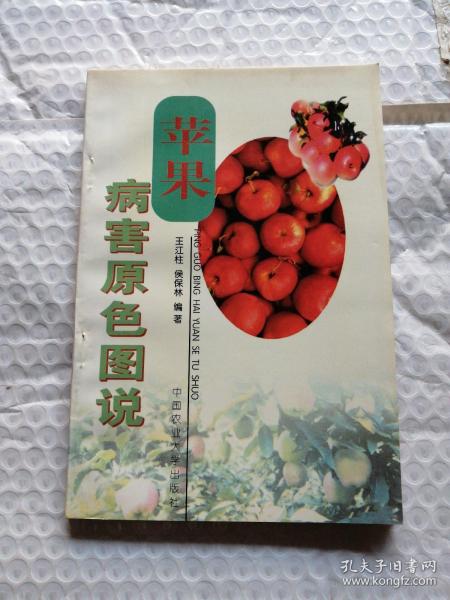 苹果
病害原色图说
PING GUO BING HAI YUAN SE TU SHUO
王江柱 侯保林 编著
中国农业大学出版社
孔夫子旧书网
www.kongfz.com